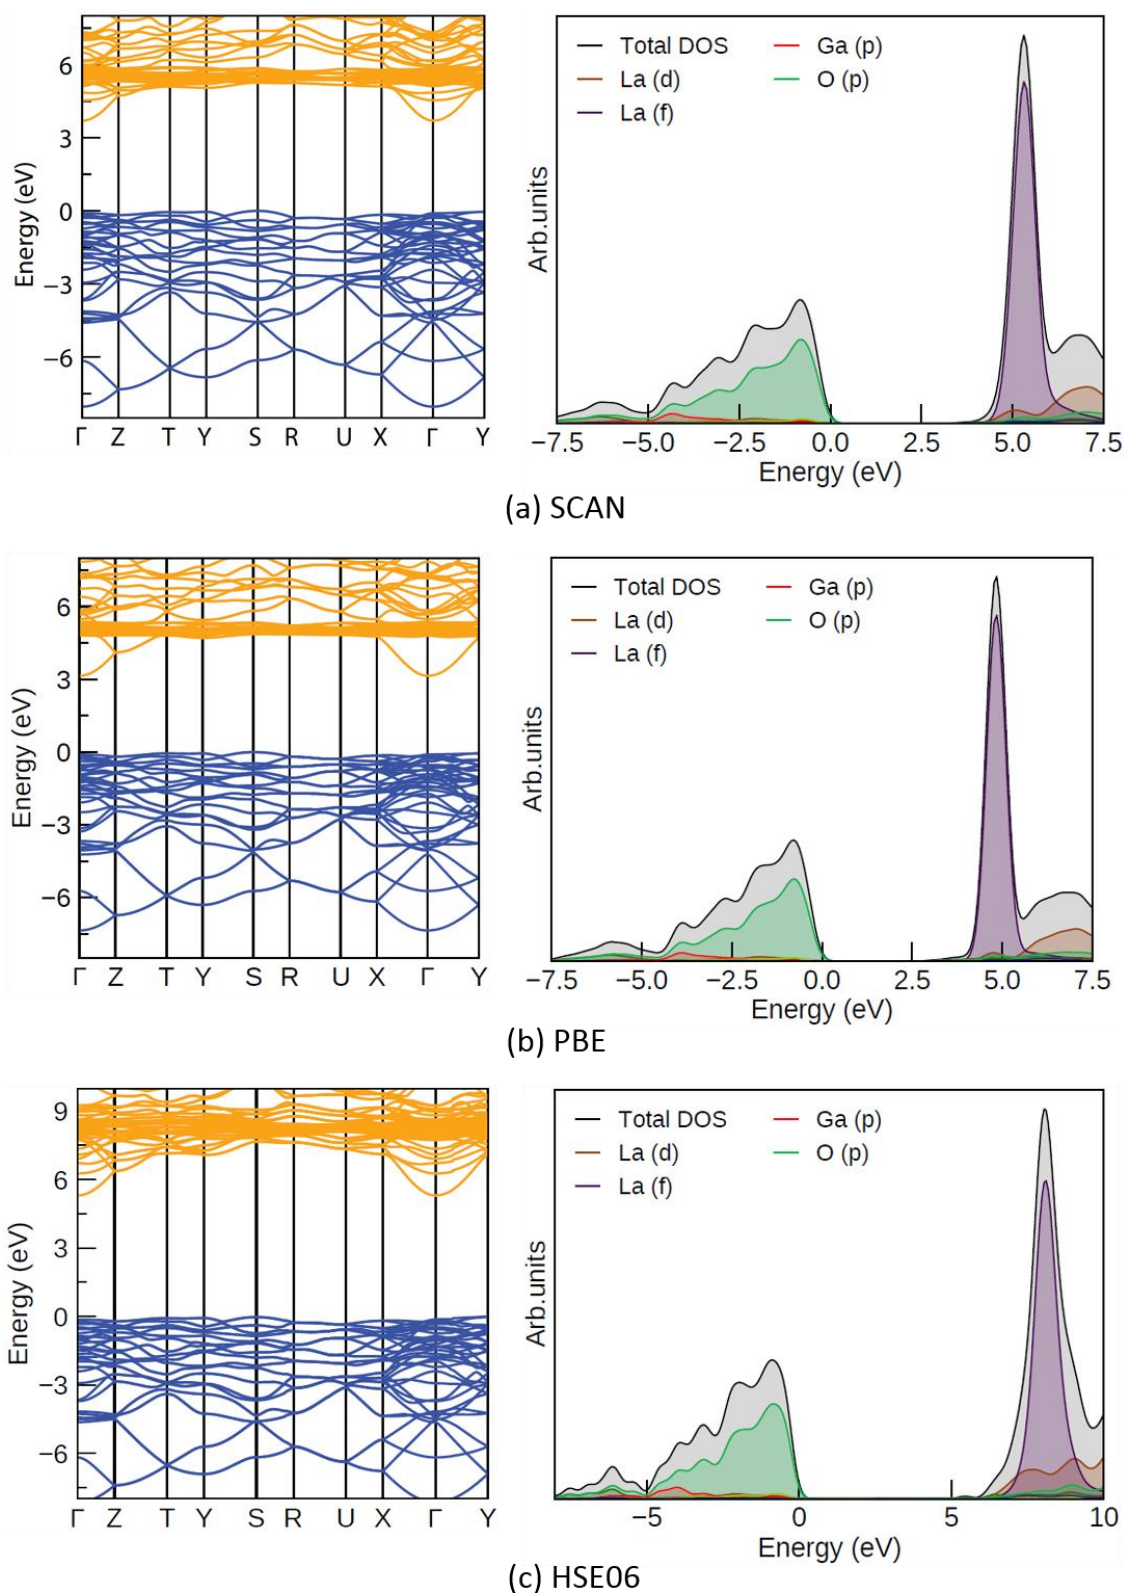 6
3
0
−3
−6
Energy (eV)
Γ Z T Y S R U X Γ Y
Total DOS
La (d)
La (f)
Ga (p)
O (p)
Arb.units
−7.5 −5.0 −2.5 0.0 2.5 5.0 7.5
Energy (eV)
(a) SCAN
6
3
0
−3
−6
Energy (eV)
Γ Z T Y S R U X Γ Y
Total DOS
La (d)
La (f)
Ga (p)
O (p)
Arb.units
−7.5 −5.0 −2.5 0.0 2.5 5.0 7.5
Energy (eV)
(b) PBE
9
6
3
0
−3
−6
Energy (eV)
Γ Z T Y S R U X Γ Y
Total DOS
La (d)
La (f)
Ga (p)
O (p)
Arb.units
−5 0 5 10
Energy (eV)
(c) HSE06